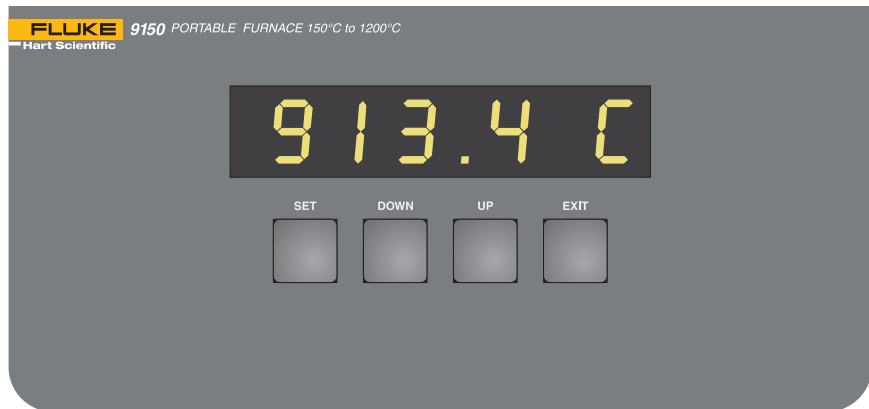 FLUKE 9150 PORTABLE FURNACE 150°C to 1200°C
Hart Scientific
913.4 C
SET DOWN UP EXIT